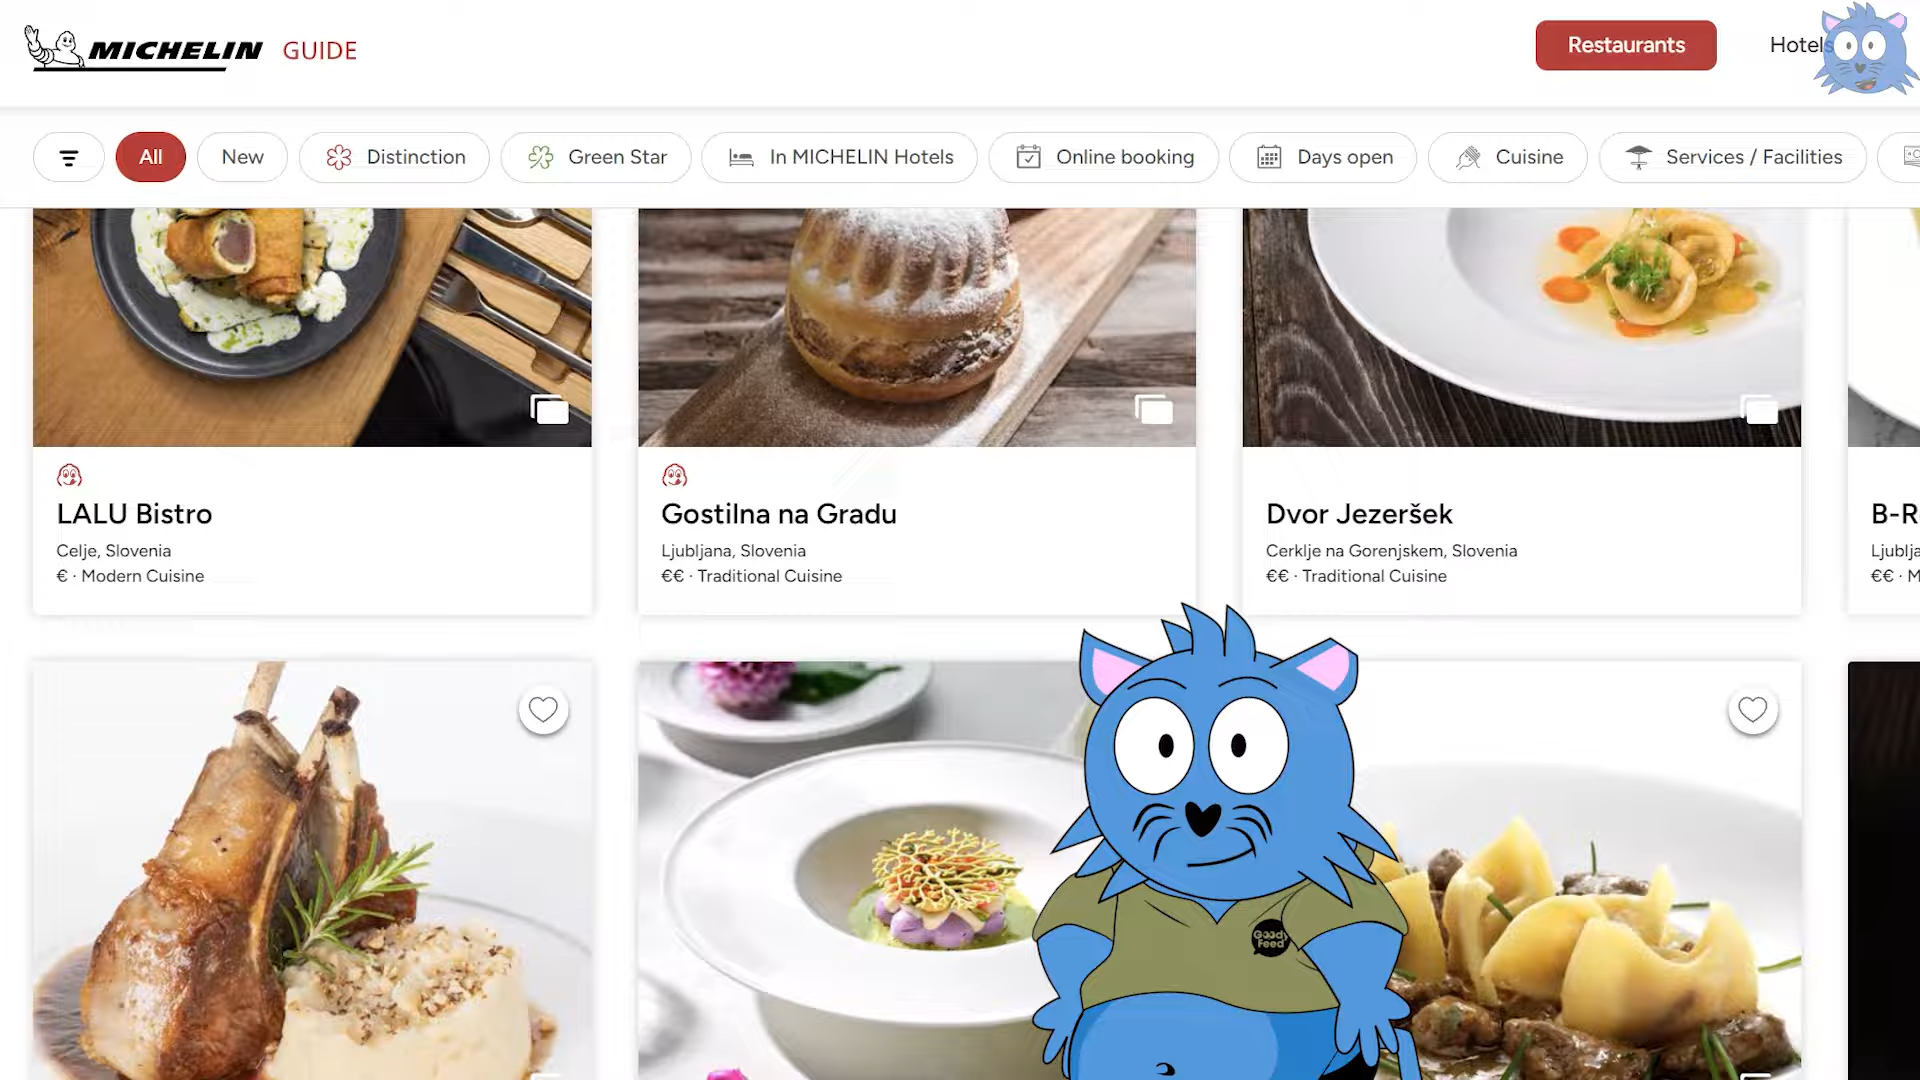 MICHELIN GUIDE
Restaurants
Hotels
All
New
Distinction
Green Star
In MICHELIN Hotels
Online booking
Days open
Cuisine
Services / Facilities
LALU Bistro
Celje, Slovenia
€ · Modern Cuisine
Gostilna na Gradu
Ljubljana, Slovenia
€€ · Traditional Cuisine
Dvor Jezeršek
Cerklje na Gorenjskem, Slovenia
€€ · Traditional Cuisine
€€
Goody
Feed